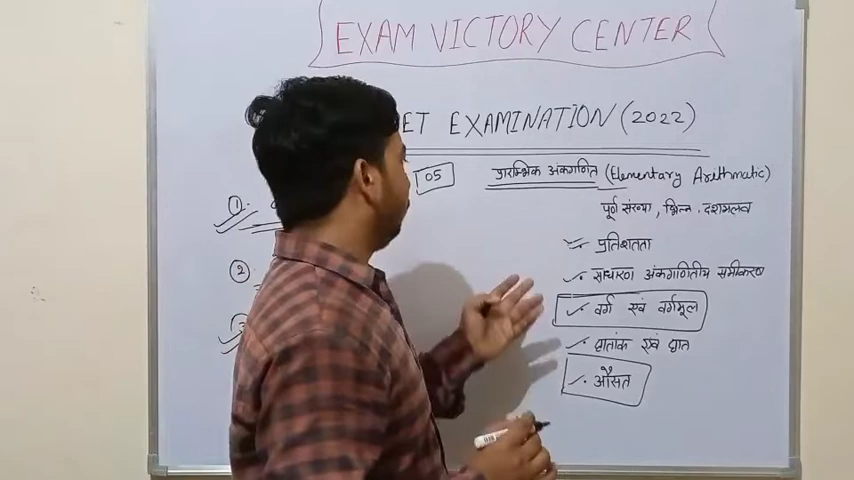 EXAM VICTORY CENTER
ET EXAMINATION (2022)
05
प्रारम्भिक अंकगणित (Elementary Arethmatic)
पूर्ण संख्या, भिन्न, दशमलव
प्रतिशतता
साधारण अंकगणितीय समीकरण
वर्ग एवं वर्गमूल
घातांक एवं घात
औसत
1
2